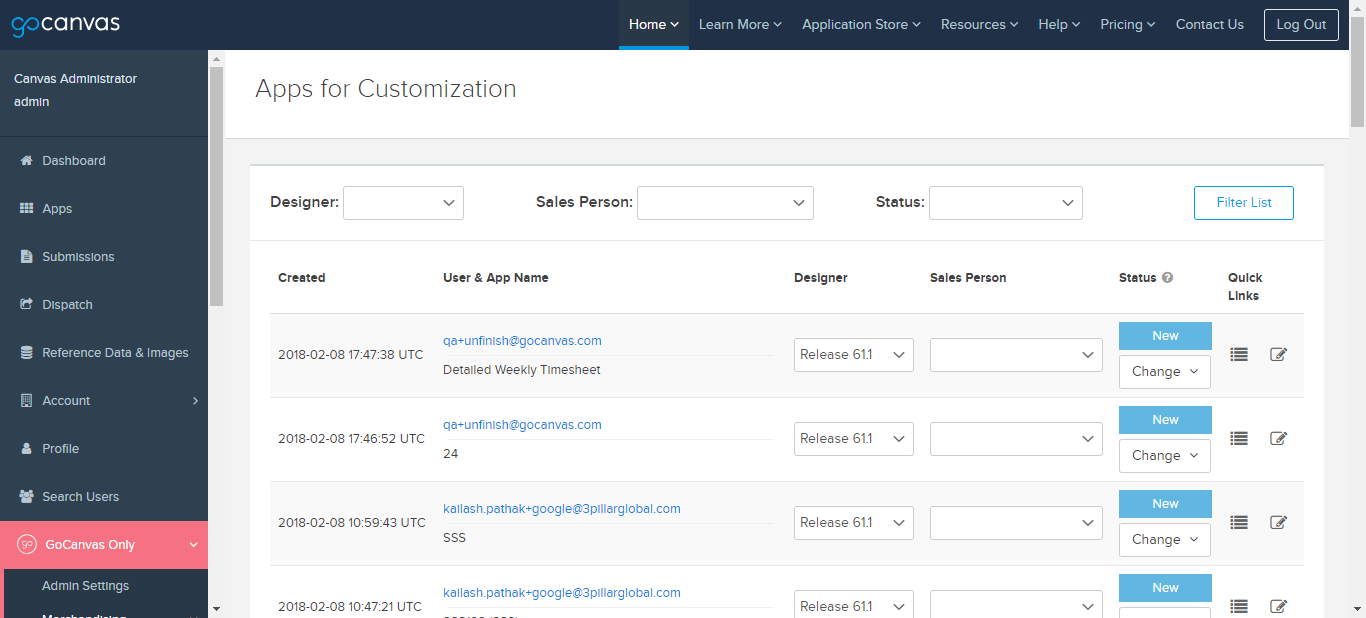 gocanvas
Home
Learn More
Application Store
Resources
Help
Pricing
Contact Us
Log Out
Canvas Administrator
admin
Dashboard
Apps
Submissions
Dispatch
Reference Data & Images
Account
Profile
Search Users
go GoCanvas Only
Admin Settings
Merchandising
Apps for Customization
Designer:
Sales Person:
Status:
Filter List
Created
User & App Name
Designer
Sales Person
Status
Quick
Links
2018-02-08 17:47:38 UTC
qa+unfinish@gocanvas.com
Detailed Weekly Timesheet
Release 61.1
New
Change
2018-02-08 17:46:52 UTC
qa+unfinish@gocanvas.com
24
Release 61.1
New
Change
2018-02-08 10:59:43 UTC
kailash.pathak+google@3pillarglobal.com
SSS
Release 61.1
New
Change
2018-02-08 10:47:21 UTC
kailash.pathak+google@3pillarglobal.com
Release 61.1
New